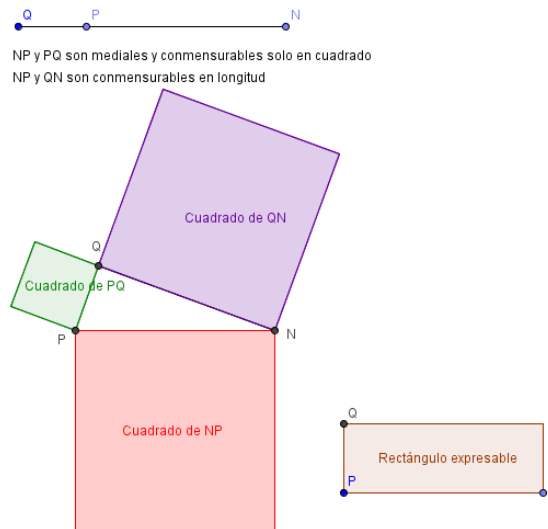 Q P N
NP y PQ son mediales y conmensurables solo en cuadrado
NP y QN son conmensurables en longitud
Cuadrado de QN
Q
Cuadrado de PQ
P
N
Cuadrado de NP
Q
Rectángulo expresable
P